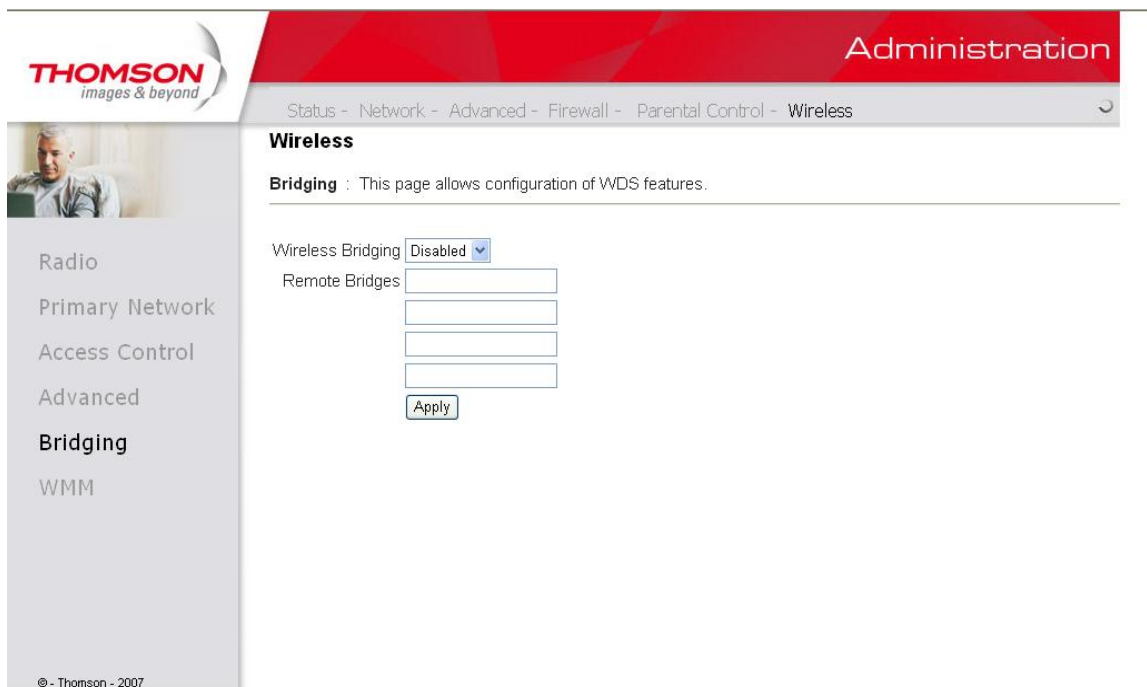 THOMSON
images & beyond
Administration
Status - Network - Advanced - Firewall - Parental Control - Wireless
Wireless
Bridging : This page allows configuration of WDS features.
Radio
Primary Network
Access Control
Advanced
Bridging
WMM
Wireless Bridging Disabled
Remote Bridges
Apply
© - Thomson - 2007